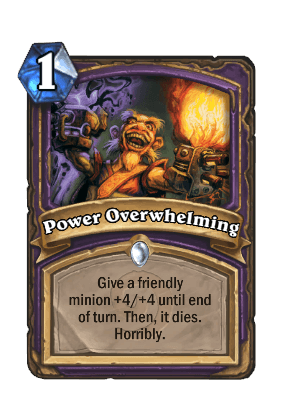 1
Power Overwhelming
Give a friendly
minion +4/+4 until end
of turn. Then, it dies.
Horribly.